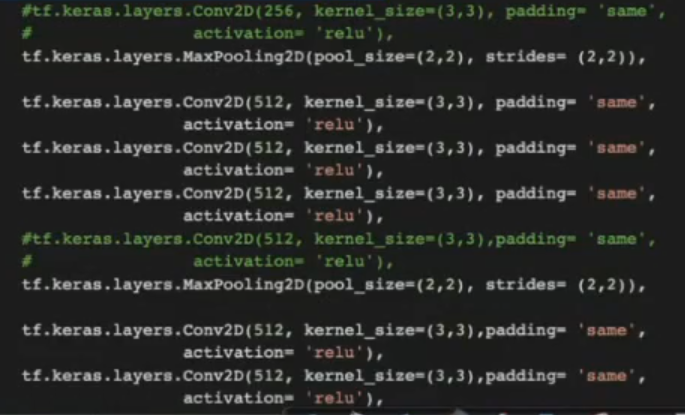 #tf.keras.layers.Conv2D(256, kernel_size=(3,3), padding= 'same',
#                activation= 'relu'),
tf.keras.layers.MaxPooling2D(pool_size=(2,2), strides= (2,2)),
tf.keras.layers.Conv2D(512, kernel_size=(3,3), padding= 'same',
                activation= 'relu'),
tf.keras.layers.Conv2D(512, kernel_size=(3,3), padding= 'same',
                activation= 'relu'),
tf.keras.layers.Conv2D(512, kernel_size=(3,3), padding= 'same',
                activation= 'relu'),
#tf.keras.layers.Conv2D(512, kernel_size=(3,3),padding= 'same',
#                activation= 'relu'),
tf.keras.layers.MaxPooling2D(pool_size=(2,2), strides= (2,2)),
tf.keras.layers.Conv2D(512, kernel_size=(3,3),padding= 'same',
                activation= 'relu'),
tf.keras.layers.Conv2D(512, kernel_size=(3,3),padding= 'same',
                activation= 'relu'),